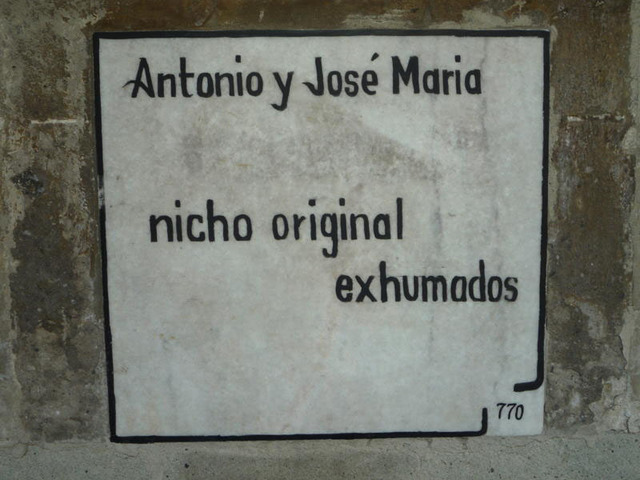 Antonio y José Maria
nicho original
exhumados
770